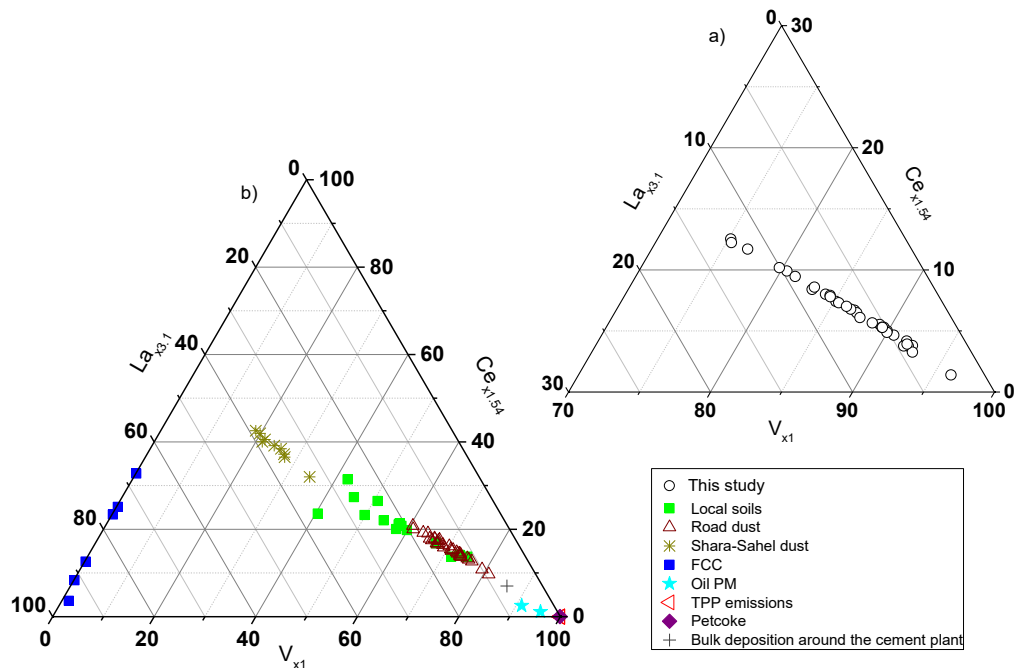 a)
0
30
La x3.1
Ce x1.54
10
20
20
10
30
0
70
80
90
100
V x1
b)
0
100
La x3.1
Ce x1.54
20
80
40
60
60
40
80
20
100
0
0
20
40
60
80
100
V x1
This study
Local soils
Road dust
Shara-Sahel dust
FCC
Oil PM
TPP emissions
Petcoke
Bulk deposition around the cement plant